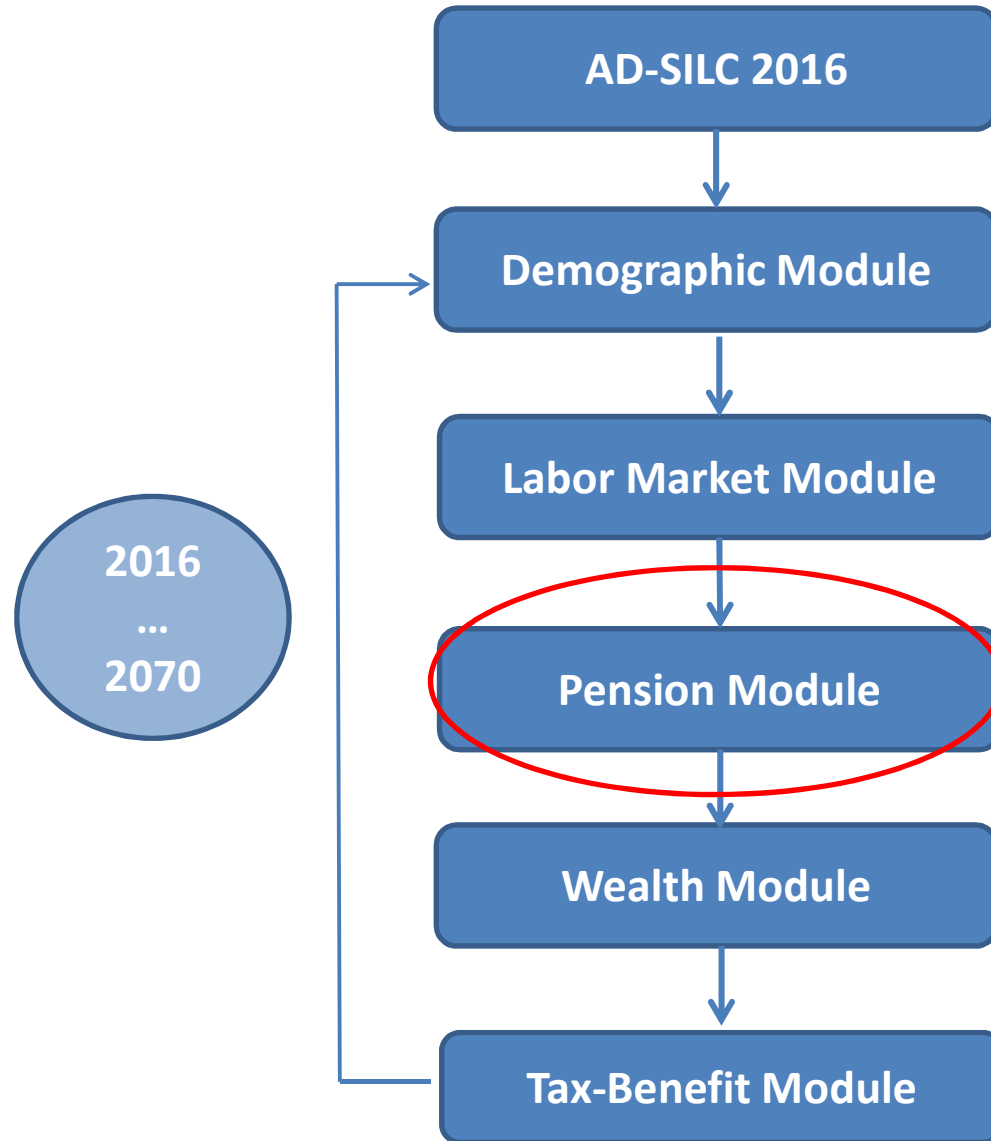 AD-SILC 2016
Demographic Module
Labor Market Module
2016
...
2070
Pension Module
Wealth Module
Tax-Benefit Module